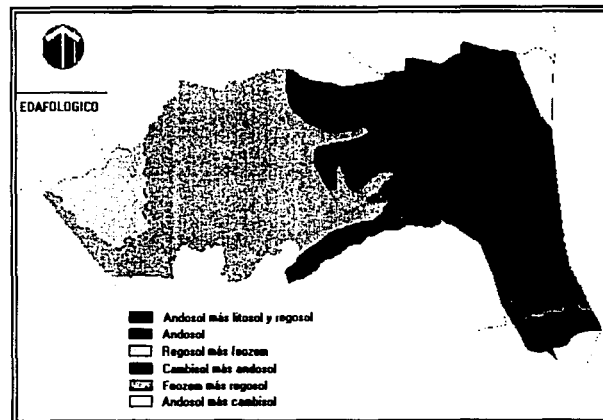 EDAFOLOGICO
Andosol más litosol y regosol
Andosol
Regosol más feozem
Cambisol más andosol
Feozem más regosol
Andosol más cambisol